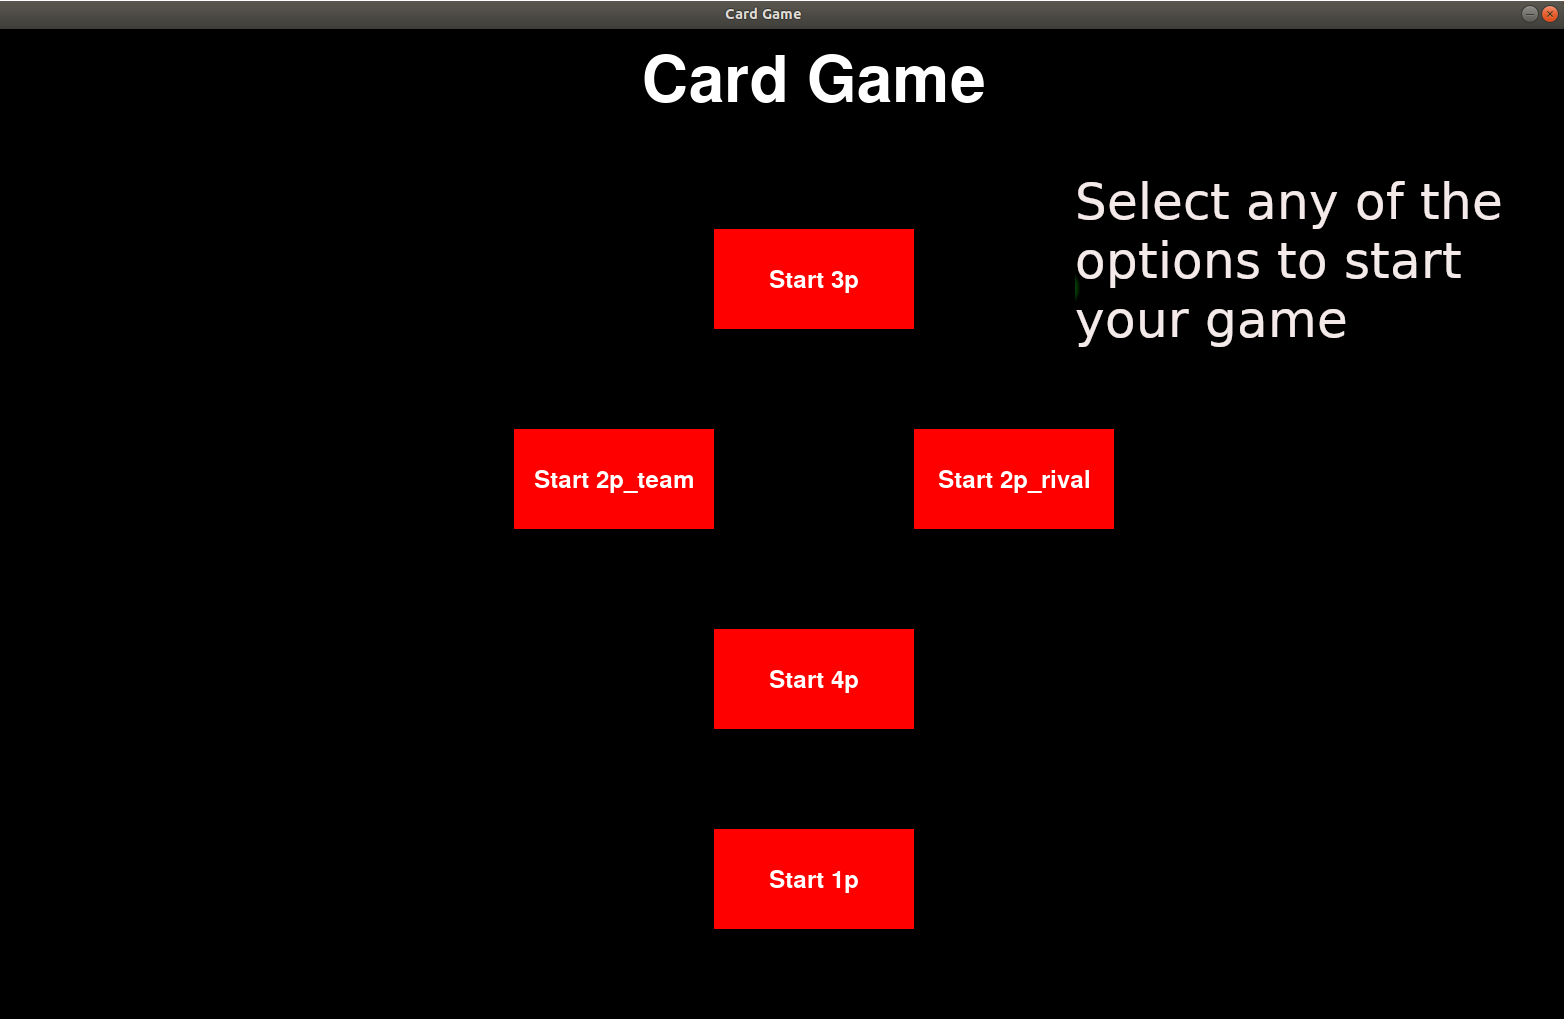 Card Game
Card Game
Select any of the
options to start
your game
Start 3p
Start 2p_team
Start 2p_rival
Start 4p
Start 1p